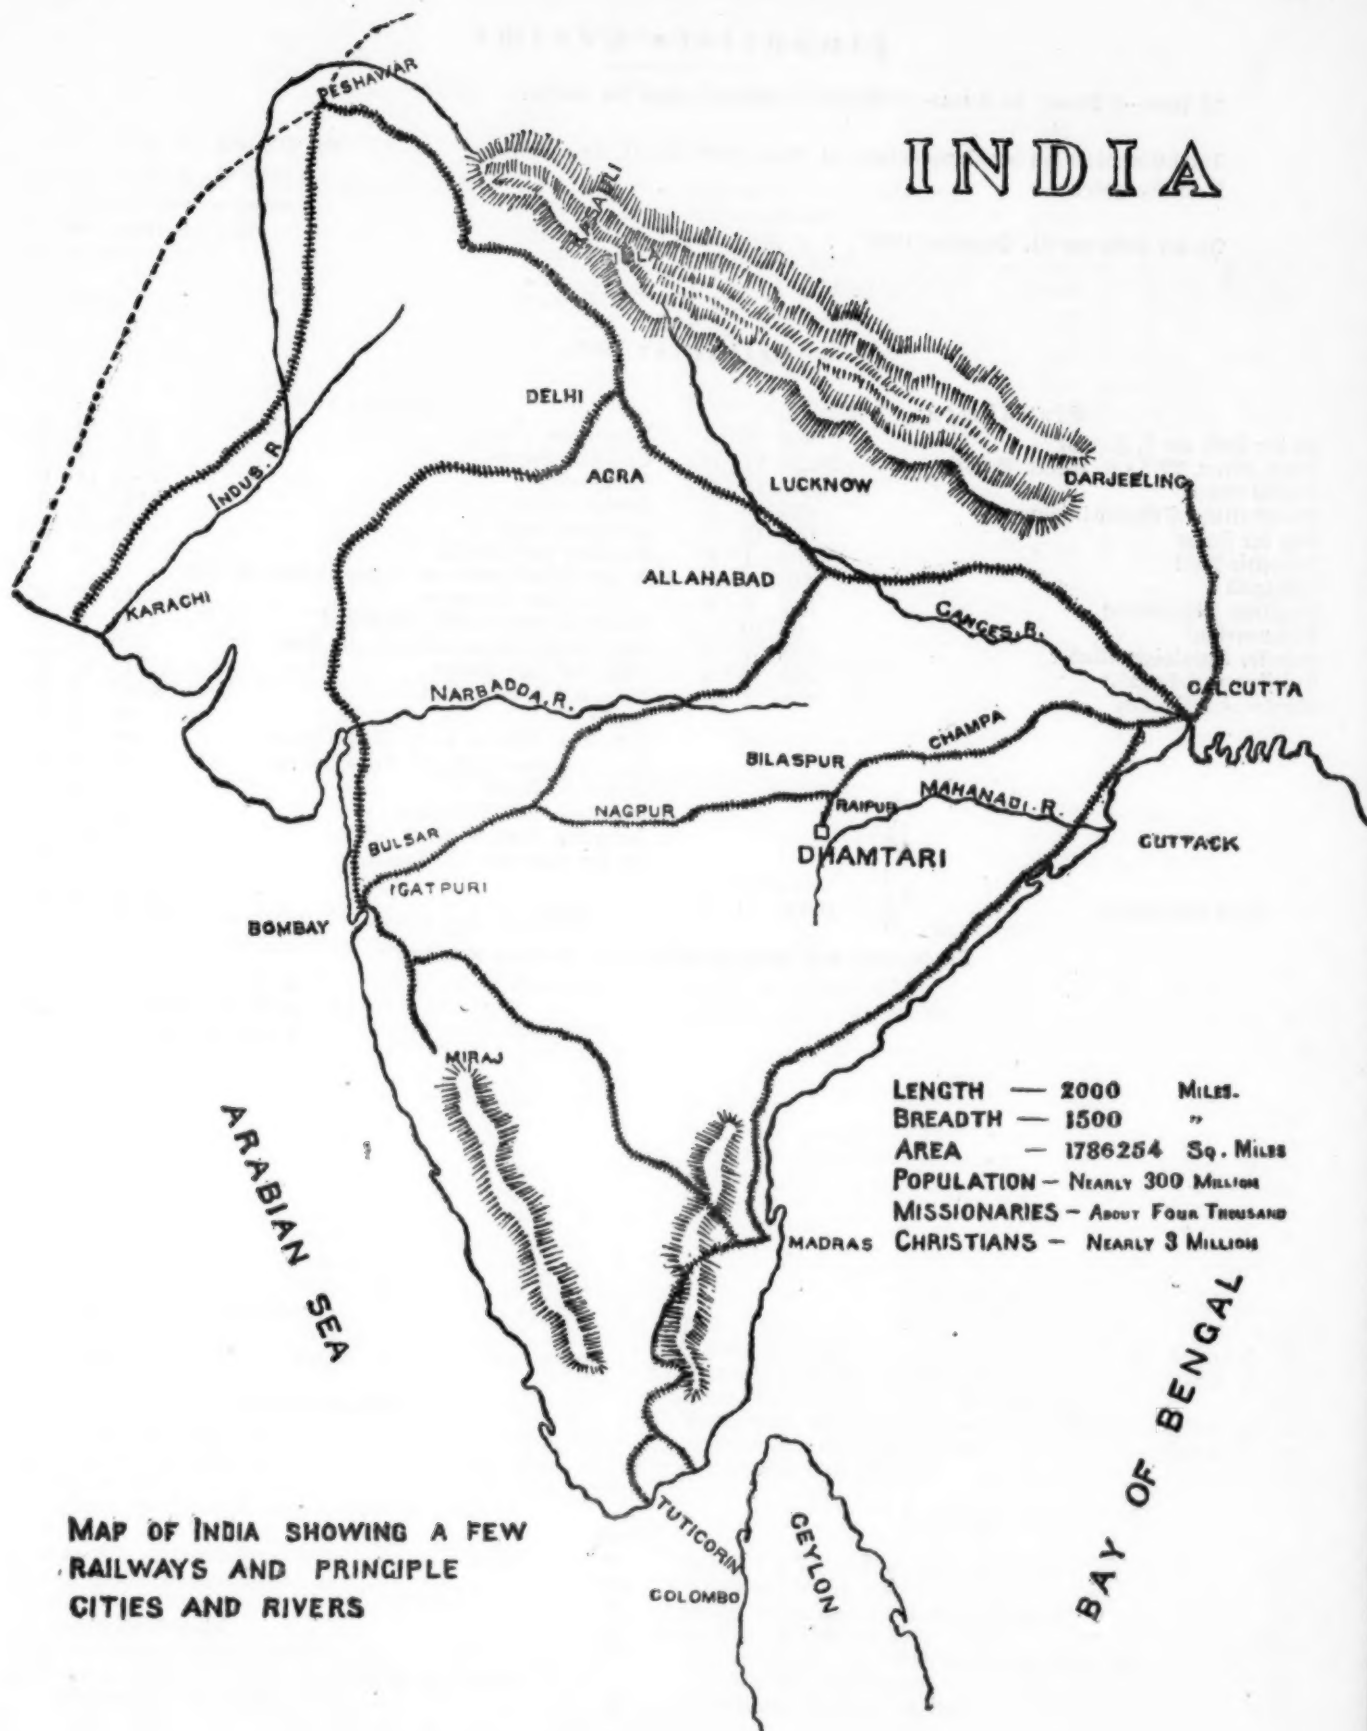 INDIA
PESHAWAR
DELHI
AGRA
LUCKNOW
DARJEELING
INDUS. R.
KARACHI
ALLAHABAD
GANGES. R.
NARBADDA. R.
CALCUTTA
CHAMPA
BILASPUR
NAGPUR
RAIPUR
MAHANADI. R.
DHAMTARI
CUTTACK
BULSAR
IGATPURI
BOMBAY
MIRAJ
LENGTH — 2000 MILES.
BREADTH — 1500 "
AREA — 1786254 SQ. MILES
POPULATION — NEARLY 300 MILLION
MISSIONARIES — ABOUT FOUR THOUSAND
CHRISTIANS — NEARLY 3 MILLION
MADRAS
ARABIAN SEA
BAY OF BENGAL
TUTICORIN
COLOMBO
CEYLON
MAP OF INDIA SHOWING A FEW
RAILWAYS AND PRINCIPLE
CITIES AND RIVERS